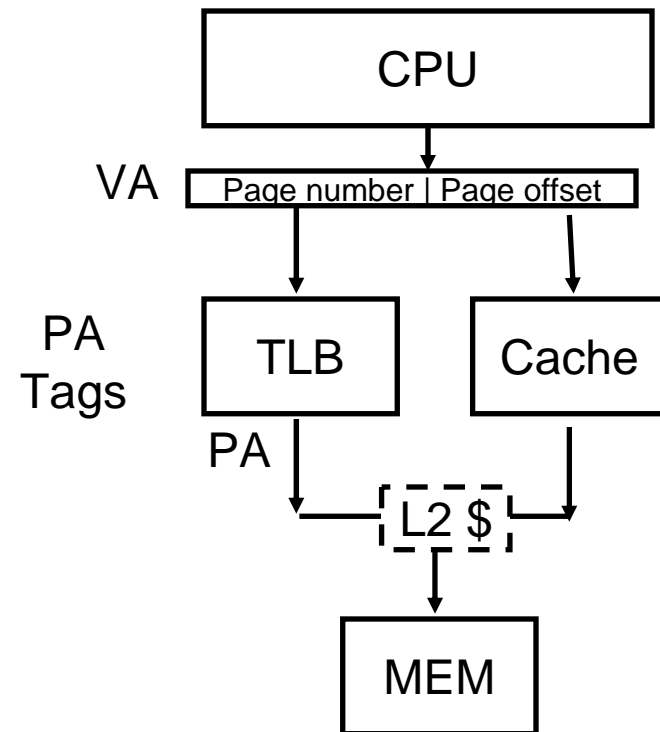 CPU
VA
Page number | Page offset
PA
Tags
TLB
Cache
PA
L2 $
MEM